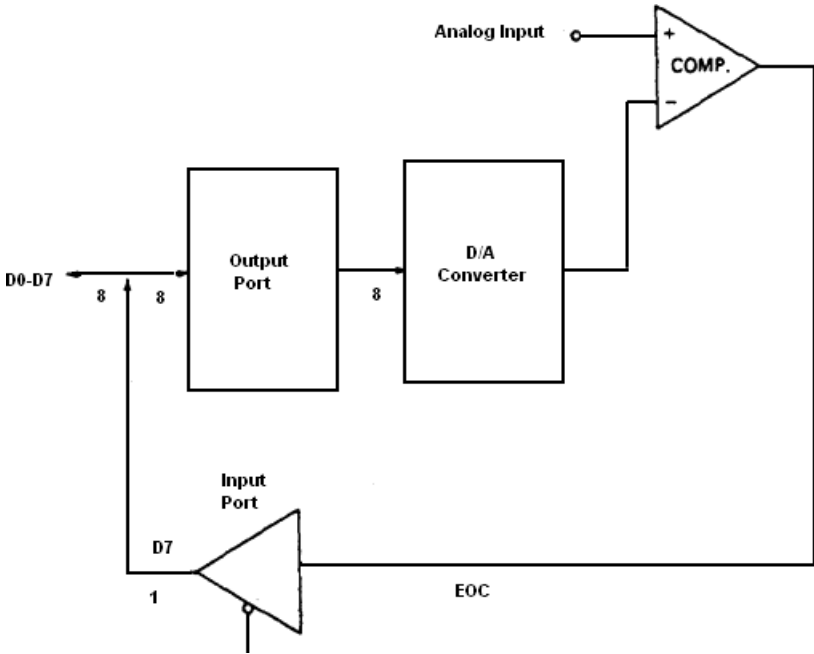 Analog Input
+
COMP.
−
Output
Port
D/A
Converter
D0-D7
8
8
8
Input
Port
D7
1
EOC